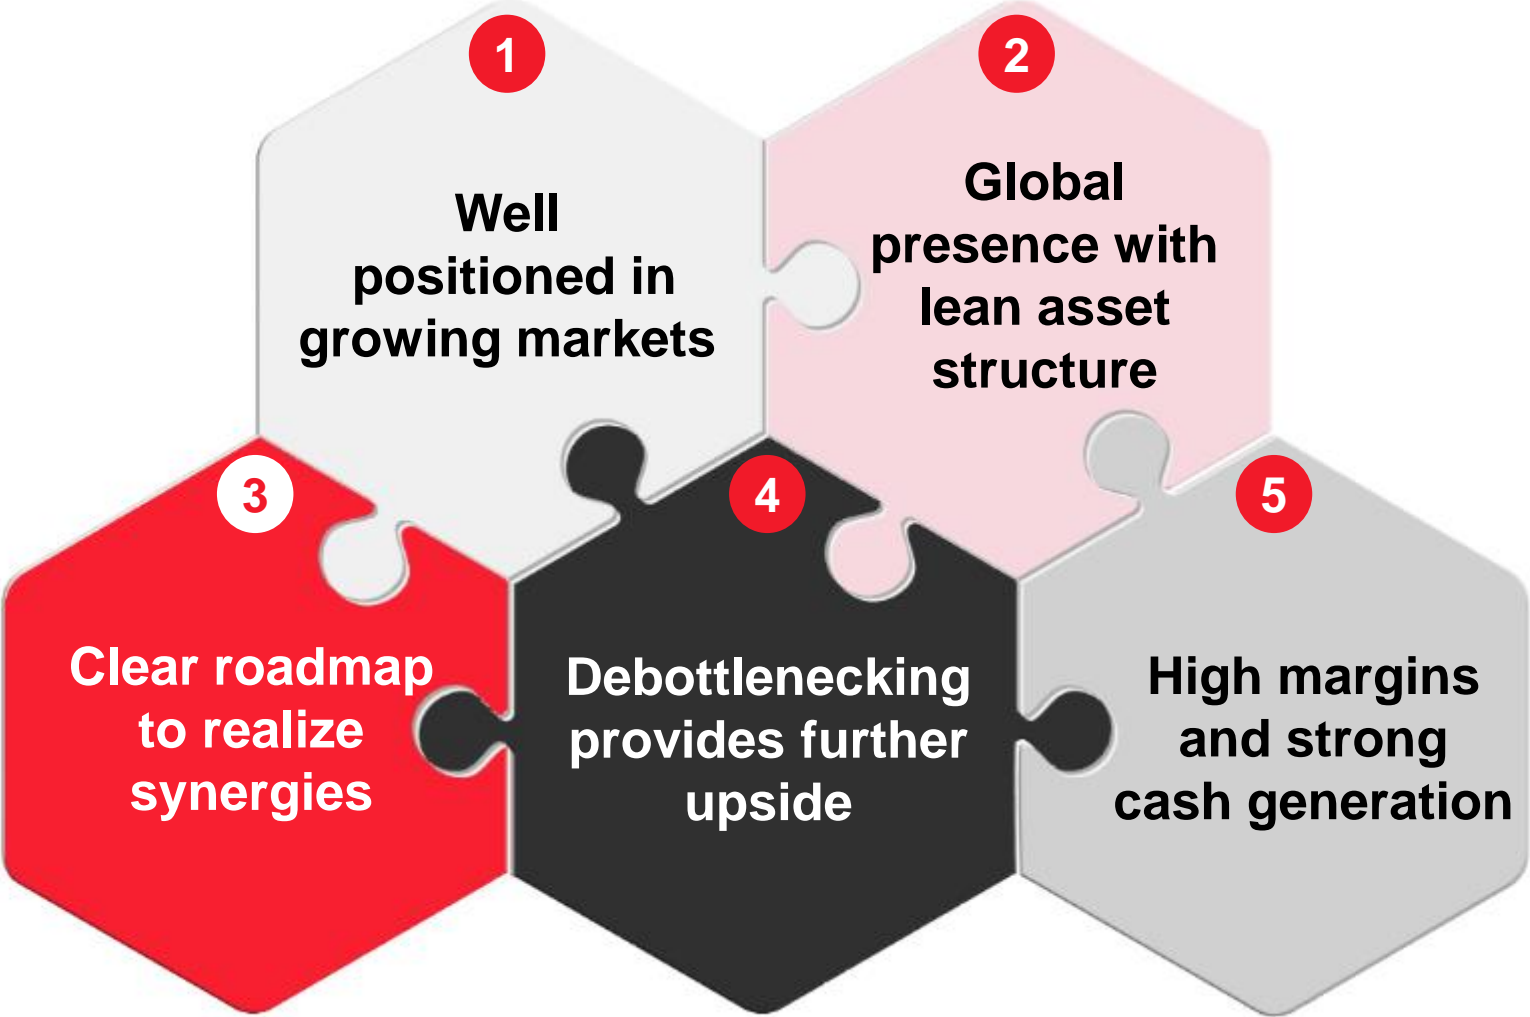 1
Well
positioned in
growing markets
2
Global
presence with
lean asset
structure
3
Clear roadmap
to realize
synergies
4
Debottlenecking
provides further
upside
5
High margins
and strong
cash generation